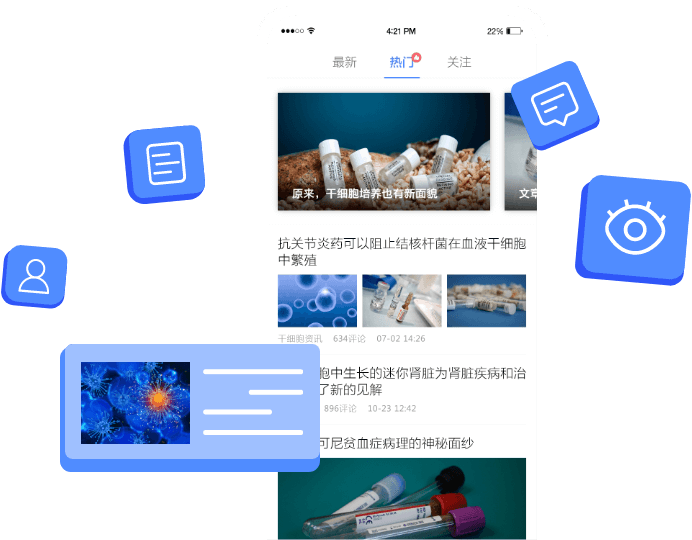 4:21 PM
22%
最新
热门
关注
原来，干细胞培养也有新面貌
文章
抗关节炎药可以阻止结核杆菌在血液干细胞
中繁殖
干细胞资讯 634评论 07-02 14:26
胞中生长的迷你肾脏为肾脏疾病和治
了新的见解
896评论 10-23 12:42
可尼贫血症病理的神秘面纱